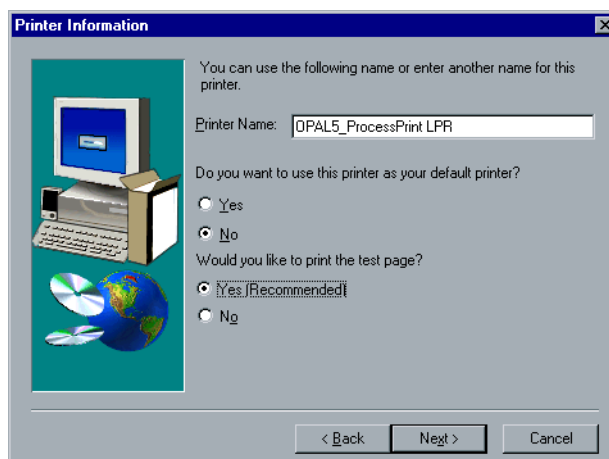 Printer Information
You can use the following name or enter another name for this
printer.
Printer Name: OPAL5_ProcessPrint LPR
Do you want to use this printer as your default printer?
Yes
No
Would you like to print the test page?
Yes (Recommended)
No
< Back Next > Cancel